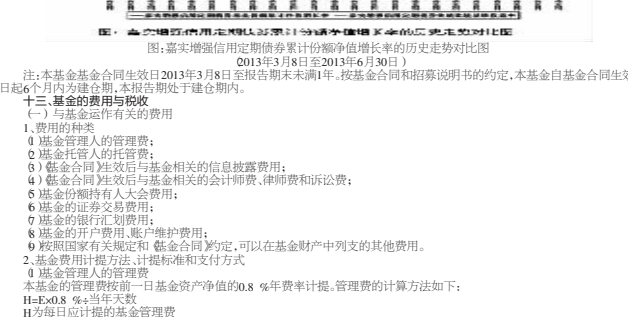 图:嘉实增强信用定期债券累计份额净值增长率的历史走势对比图
(2013年3月8日至2013年6月30日)
注:本基金基金合同生效日2013年3月8日至报告期末未满1年。按基金合同和招募说明书的约定,本基金自基金合同生效
日起6个月内为建仓期,本报告期处于建仓期内。
十三、基金的费用与税收
(一)与基金运作有关的费用
1、费用的种类
(1)基金管理人的管理费;
(2)基金托管人的托管费;
(3)《基金合同》生效后与基金相关的信息披露费用;
(4)《基金合同》生效后与基金相关的会计师费、律师费和诉讼费;
(5)基金份额持有人大会费用;
(6)基金的证券交易费用;
(7)基金的银行汇划费用;
(8)基金的开户费用、账户维护费用;
(9)按照国家有关规定和《基金合同》约定,可以在基金财产中列支的其他费用。
2、基金费用计提方法、计提标准和支付方式
(1)基金管理人的管理费
本基金的管理费按前一日基金资产净值的0.8 %年费率计提。管理费的计算方法如下:
H=E×0.8 %÷当年天数
H为每日应计提的基金管理费